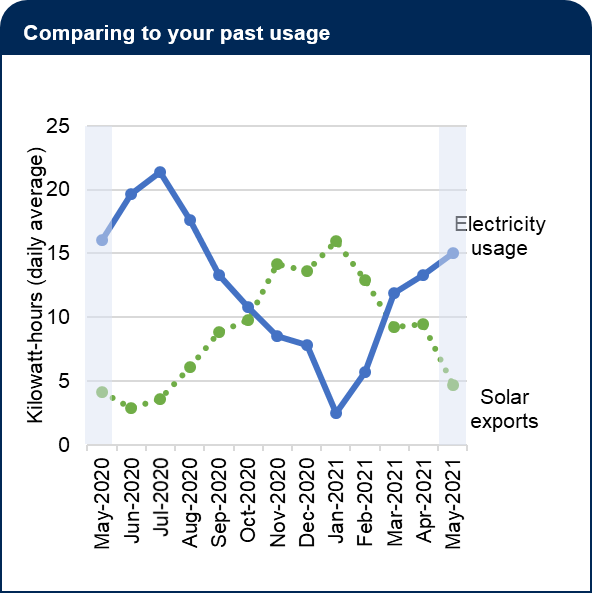 Comparing to your past usage
Kilowatt-hours (daily average)
25
20
15
10
5
0
Electricity
usage
Solar
exports
May-2020
Jun-2020
Jul-2020
Aug-2020
Sep-2020
Oct-2020
Nov-2020
Dec-2020
Jan-2021
Feb-2021
Mar-2021
Apr-2021
May-2021